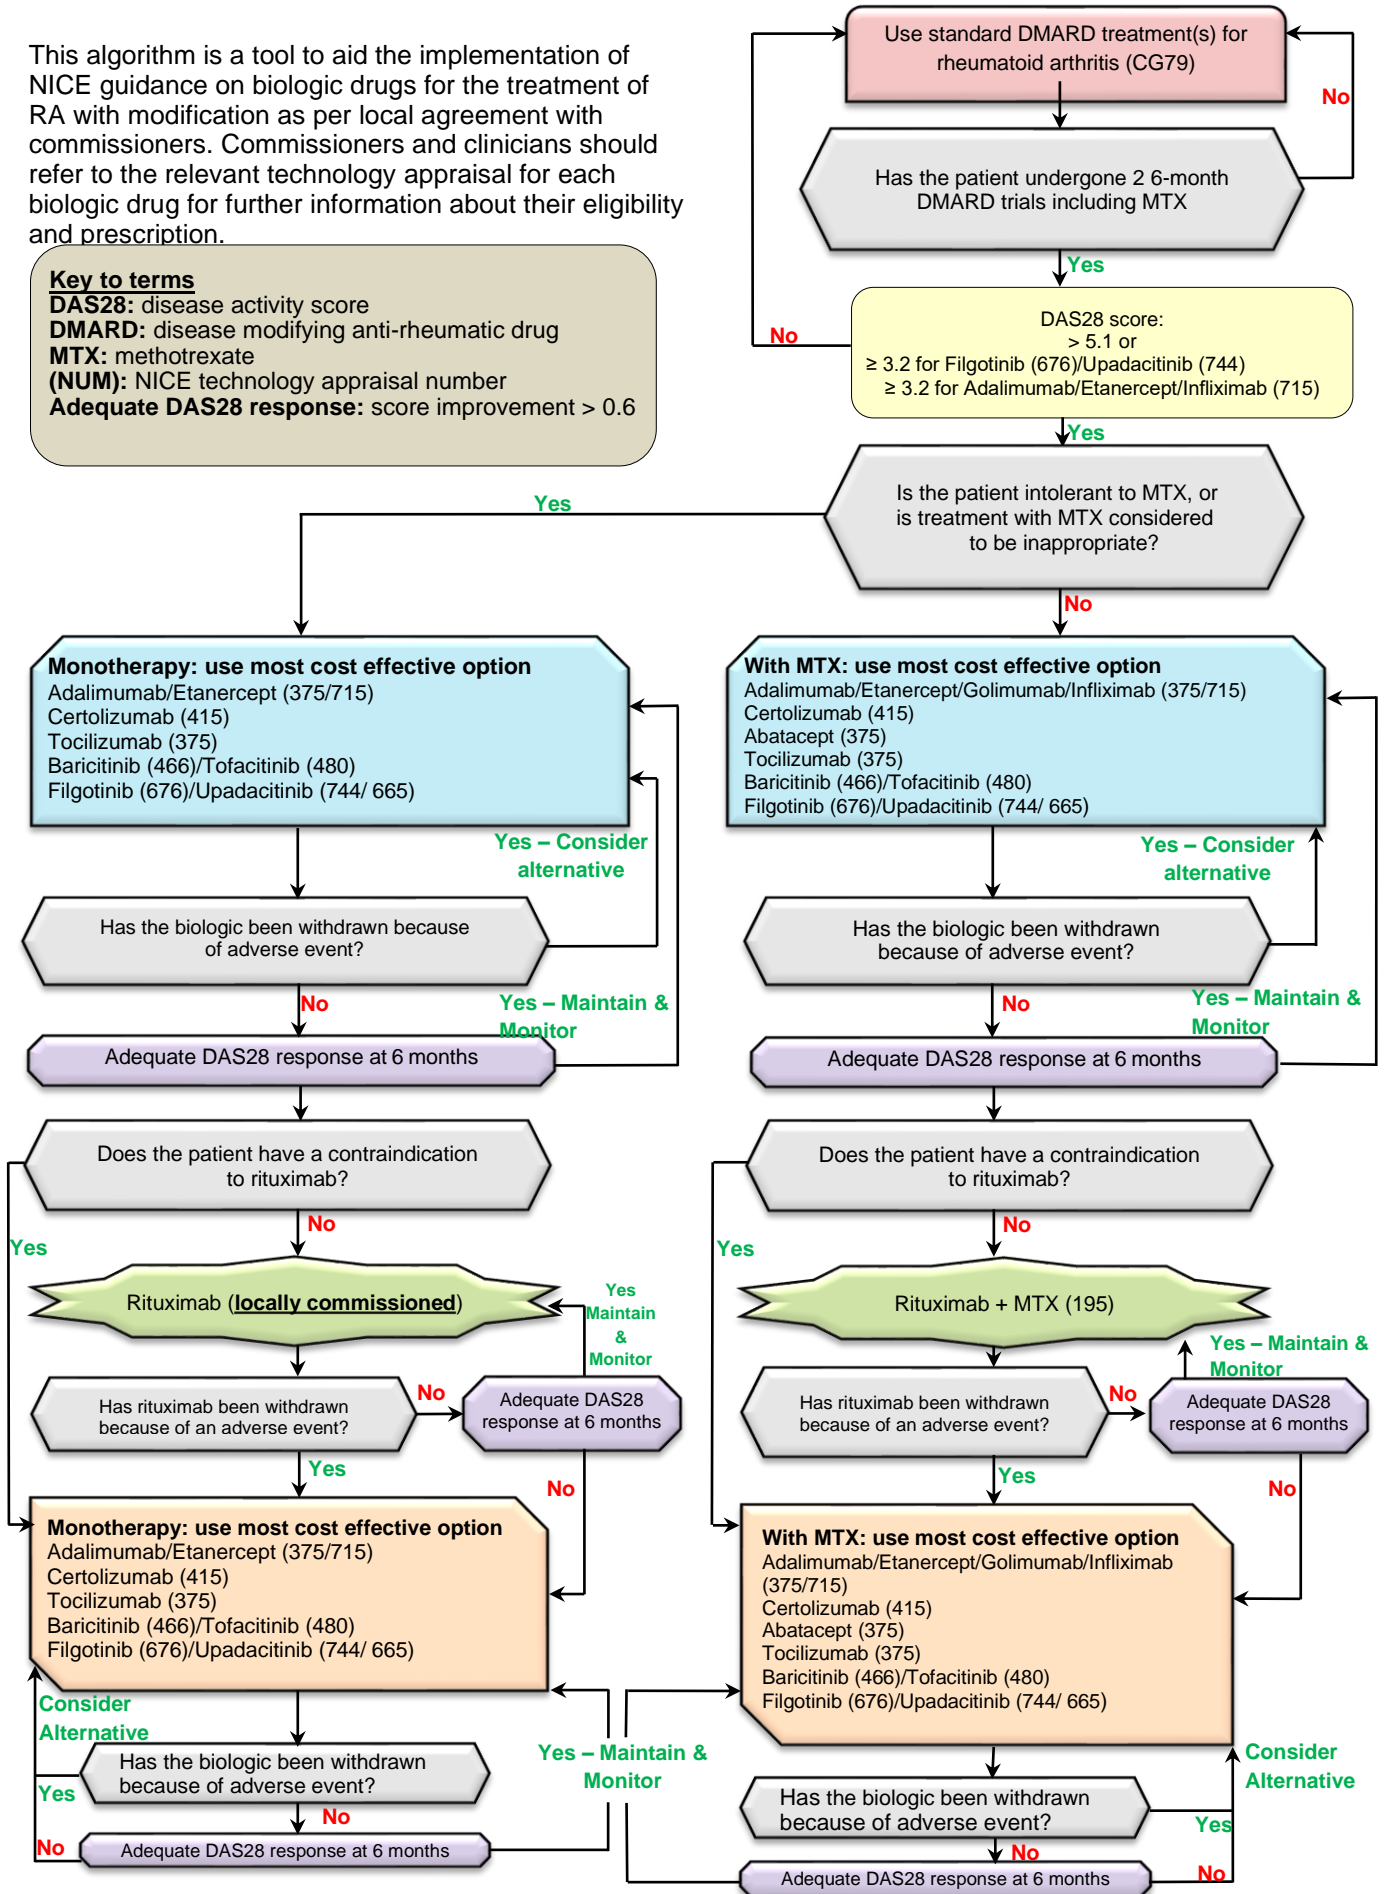 This algorithm is a tool to aid the implementation of
NICE guidance on biologic drugs for the treatment of
RA with modification as per local agreement with
commissioners. Commissioners and clinicians should
refer to the relevant technology appraisal for each
biologic drug for further information about their eligibility
and prescription.
Key to terms
DAS28: disease activity score
DMARD: disease modifying anti-rheumatic drug
MTX: methotrexate
(NUM): NICE technology appraisal number
Adequate DAS28 response: score improvement > 0.6
Use standard DMARD treatment(s) for
rheumatoid arthritis (CG79)
No
Has the patient undergone 2 6-month
DMARD trials including MTX
Yes
No
DAS28 score:
> 5.1 or
≥ 3.2 for Filgotinib (676)/Upadacitinib (744)
≥ 3.2 for Adalimumab/Etanercept/Infliximab (715)
Yes
Is the patient intolerant to MTX, or
is treatment with MTX considered
to be inappropriate?
Yes
No
Monotherapy: use most cost effective option
Adalimumab/Etanercept (375/715)
Certolizumab (415)
Tocilizumab (375)
Baricitinib (466)/Tofacitinib (480)
Filgotinib (676)/Upadacitinib (744/ 665)
Yes – Consider
alternative
Has the biologic been withdrawn because
of adverse event?
No
Yes – Maintain &
Monitor
Adequate DAS28 response at 6 months
Does the patient have a contraindication
to rituximab?
No
Yes
Rituximab (locally commissioned)
Yes
Maintain
&
Monitor
Has rituximab been withdrawn
because of an adverse event?
No
Adequate DAS28
response at 6 months
Yes
No
Monotherapy: use most cost effective option
Adalimumab/Etanercept (375/715)
Certolizumab (415)
Tocilizumab (375)
Baricitinib (466)/Tofacitinib (480)
Filgotinib (676)/Upadacitinib (744/ 665)
Consider
Alternative
Has the biologic been withdrawn
because of adverse event?
Yes
No
No
Adequate DAS28 response at 6 months
Yes – Maintain &
Monitor
With MTX: use most cost effective option
Adalimumab/Etanercept/Golimumab/Infliximab (375/715)
Certolizumab (415)
Abatacept (375)
Tocilizumab (375)
Baricitinib (466)/Tofacitinib (480)
Filgotinib (676)/Upadacitinib (744/ 665)
Yes – Consider
alternative
Has the biologic been withdrawn
because of adverse event?
No
Yes – Maintain &
Monitor
Adequate DAS28 response at 6 months
Does the patient have a contraindication
to rituximab?
No
Yes
Rituximab + MTX (195)
Yes – Maintain &
Monitor
Has rituximab been withdrawn
because of an adverse event?
No
Adequate DAS28
response at 6 months
Yes
No
With MTX: use most cost effective option
Adalimumab/Etanercept/Golimumab/Infliximab
(375/715)
Certolizumab (415)
Abatacept (375)
Tocilizumab (375)
Baricitinib (466)/Tofacitinib (480)
Filgotinib (676)/Upadacitinib (744/ 665)
Consider
Alternative
Has the biologic been withdrawn
because of adverse event?
Yes
No
Adequate DAS28 response at 6 months
No